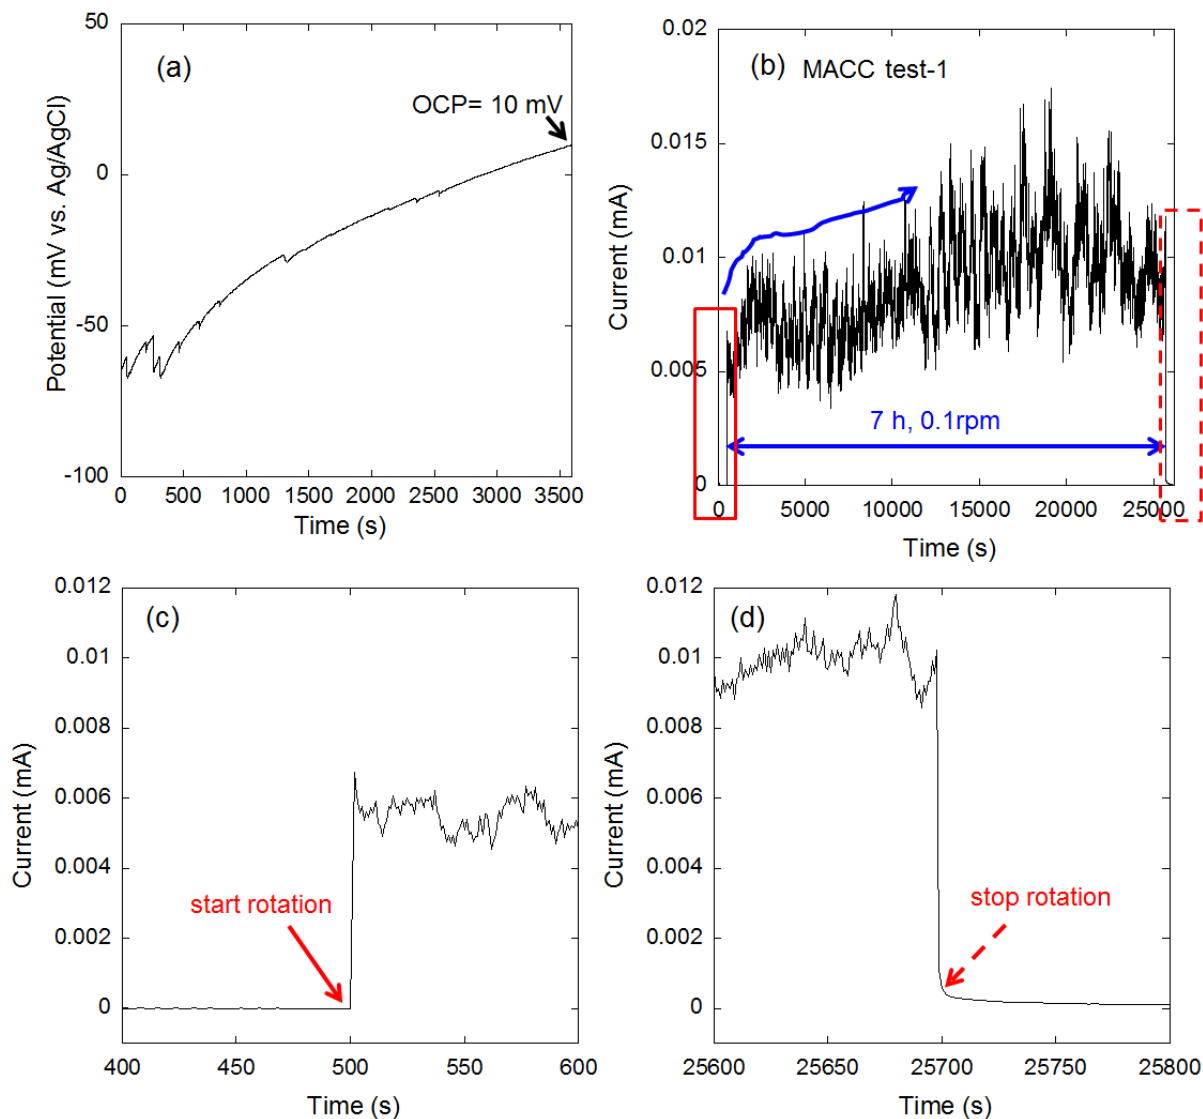 (a)
OCP= 10 mV
Potential (mV vs. Ag/AgCl)
50
0
-50
-100
0 500 1000 1500 2000 2500 3000 3500
Time (s)
(b) MACC test-1
Current (mA)
0.02
0.015
0.01
0.005
0
7 h, 0.1rpm
0 5000 10000 15000 20000 25000
Time (s)
(c)
Current (mA)
0.012
0.01
0.008
0.006
0.004
0.002
0
start rotation
400 450 500 550 600
Time (s)
(d)
Current (mA)
0.012
0.01
0.008
0.006
0.004
0.002
0
stop rotation
25600 25650 25700 25750 25800
Time (s)